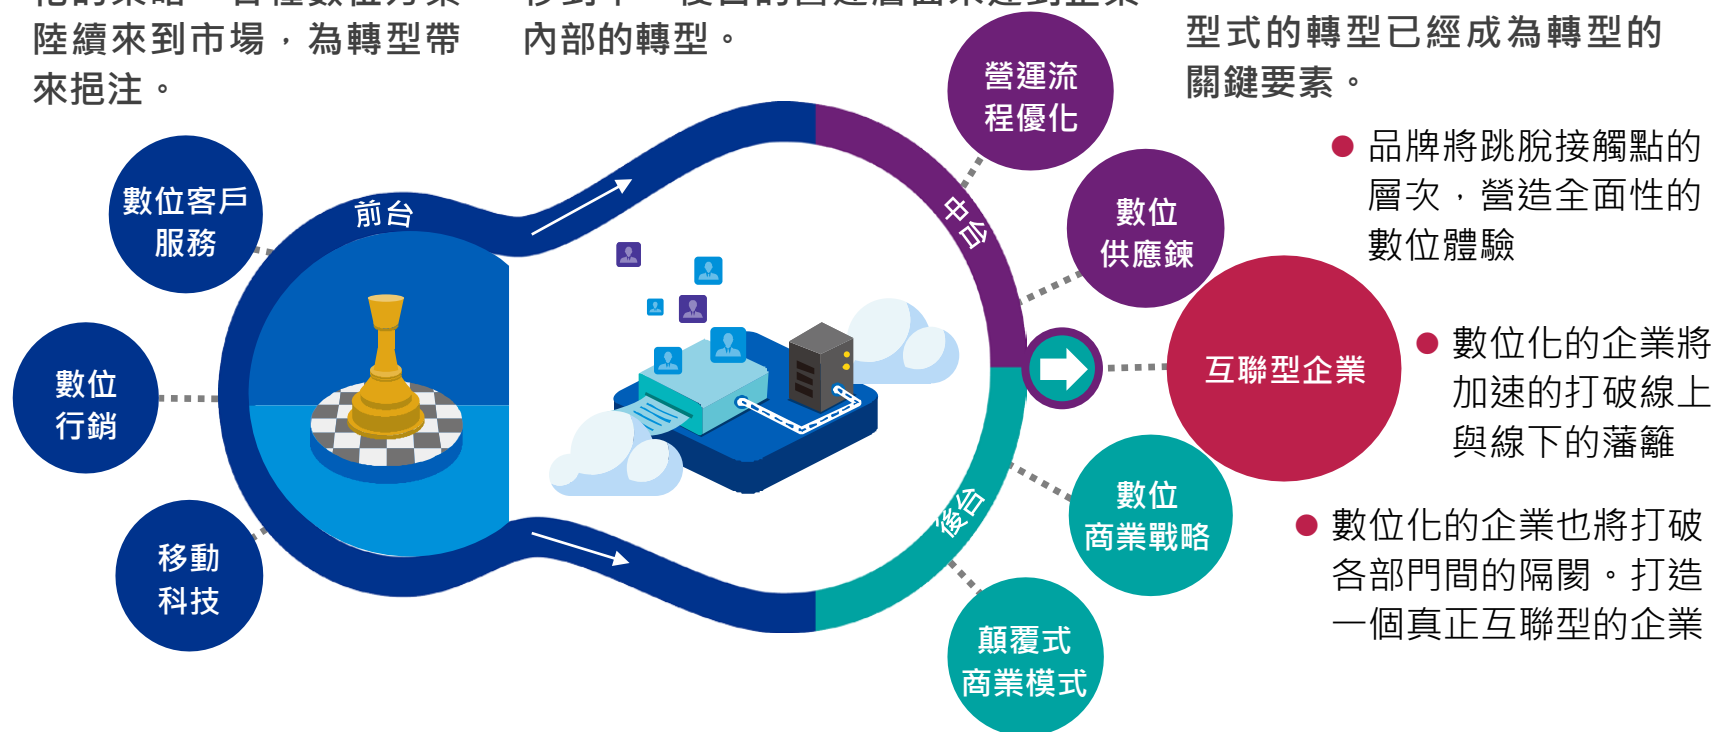 陸續來到市場，為轉型帶
來挹注。
內部的轉型。
型式的轉型已經成為轉型的
關鍵要素。
營運流
程優化
數位客戶
服務
前台
中台
數位
供應鍊
數位
行銷
互聯型企業
移動
科技
後台
數位
商業戰略
顛覆式
商業模式
品牌將跳脫接觸點的
層次，營造全面性的
數位體驗
數位化的企業將
加速的打破線上
與線下的藩籬
數位化的企業也將打破
各部門間的隔閡。打造
一個真正互聯型的企業